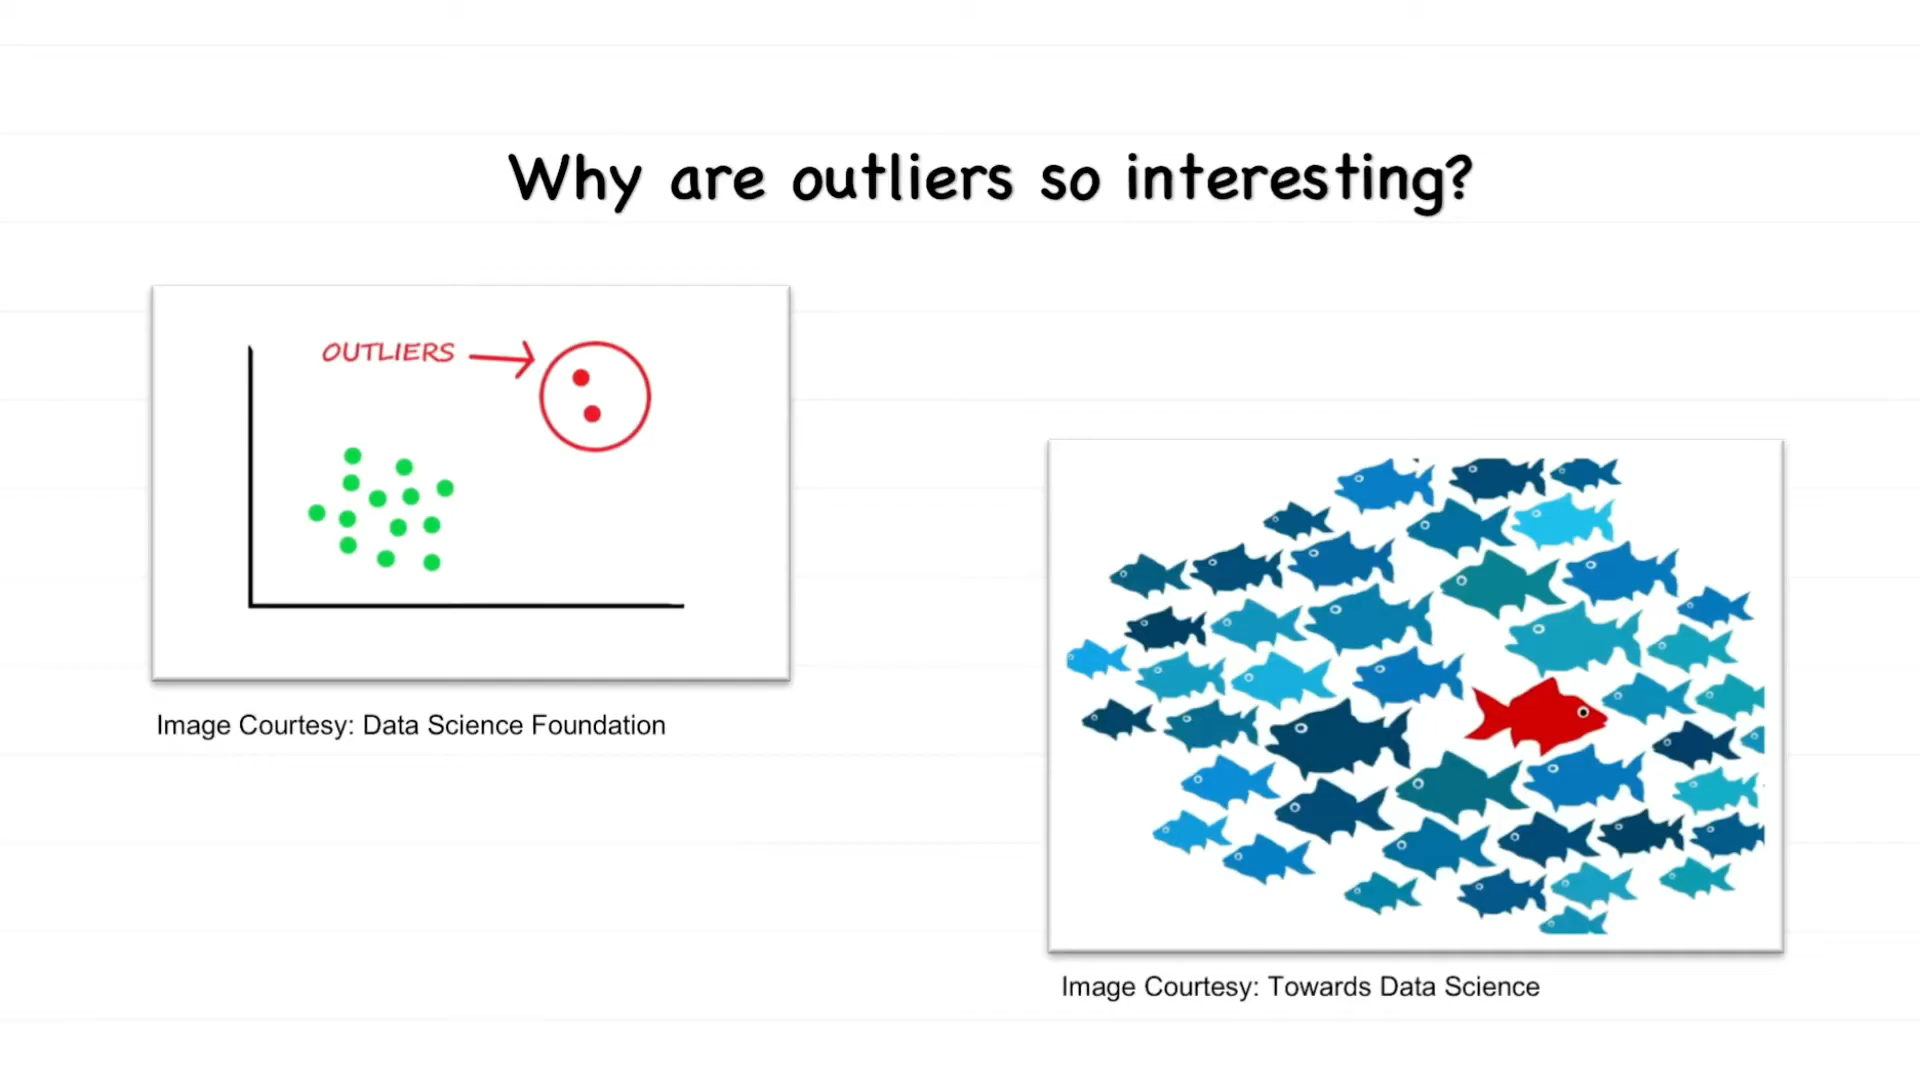 Why are outliers so interesting?
OUTLIERS
Image Courtesy: Data Science Foundation
Image Courtesy: Towards Data Science